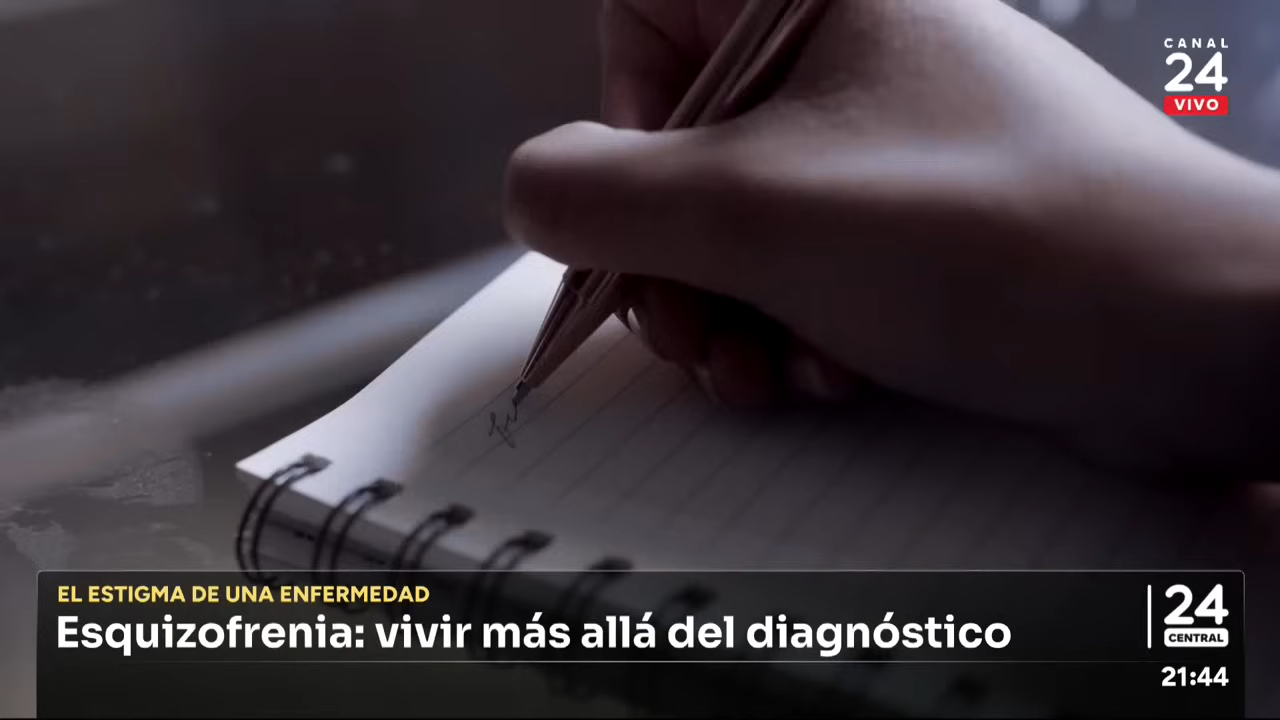 CANAL
24
VIVO
EL ESTIGMA DE UNA ENFERMEDAD
Esquizofrenia: vivir más allá del diagnóstico
24
CENTRAL
21:44